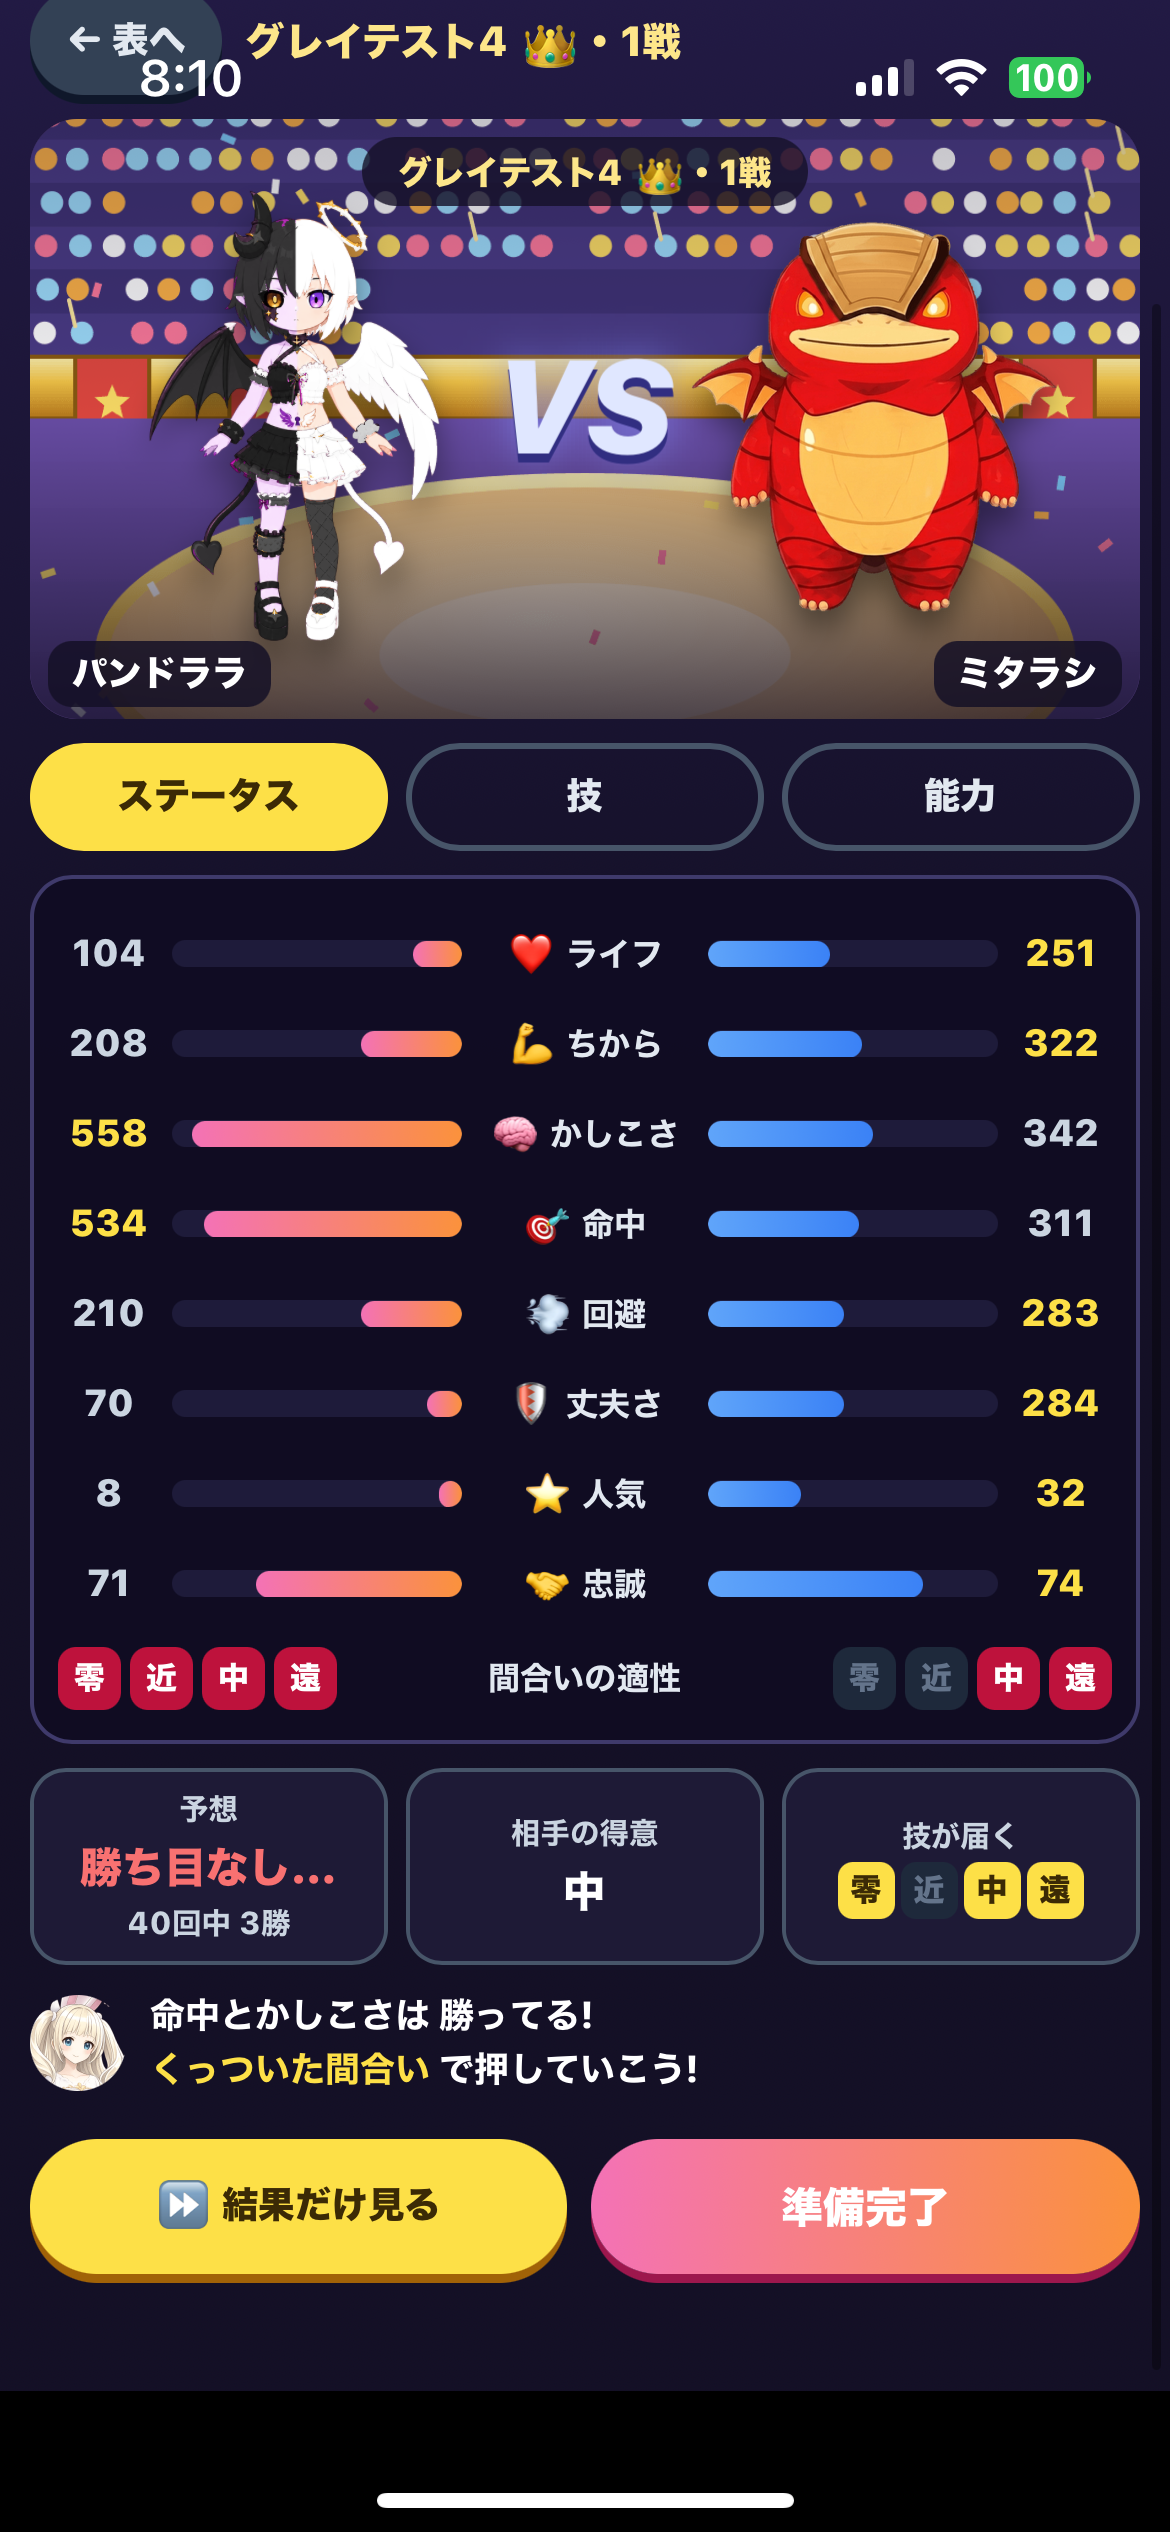 ← 表へ
グレイテスト4 👑・1戦
8:10
100
グレイテスト4 👑・1戦
VS
パンドララ
ミタラシ
ステータス 技 能力
104 ❤️ ライフ 251
208 💪 ちから 322
558 🧠 かしこさ 342
534 🎯 命中 311
210 💨 回避 283
70 🛡️ 丈夫さ 284
8 ⭐ 人気 32
71 🤝 忠誠 74
零 近 中 遠 間合いの適性 零 近 中 遠
予想
勝ち目なし…
40回中 3勝
相手の得意
中
技が届く
零 近 中 遠
命中とかしこさは 勝ってる!
くっついた間合い で押していこう!
⏩ 結果だけ見る
準備完了